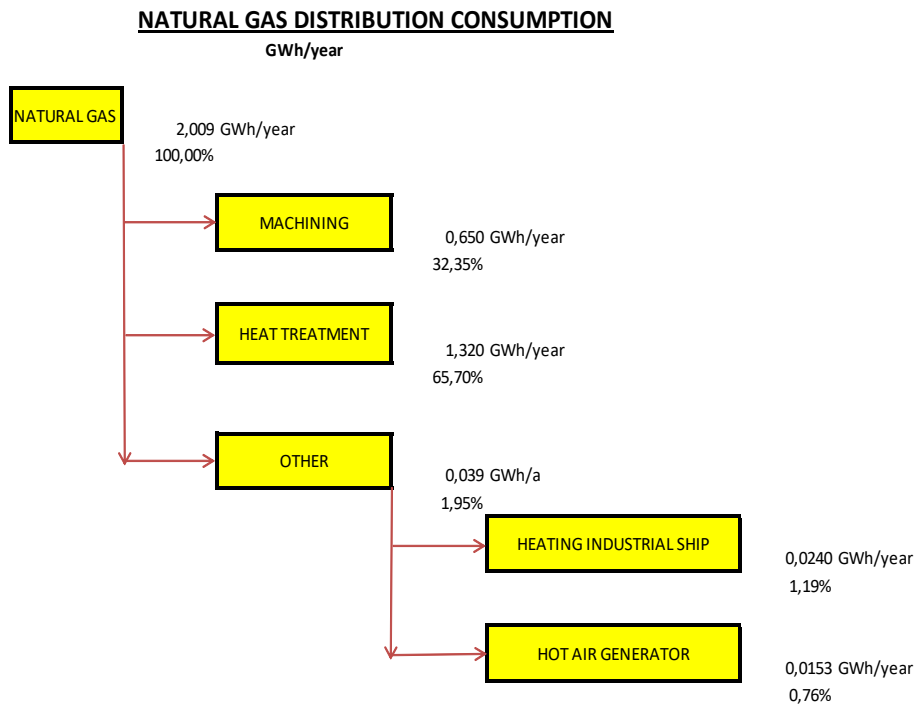 NATURAL GAS DISTRIBUTION CONSUMPTION
GWh/year
NATURAL GAS
2,009 GWh/year
100,00%
MACHINING
0,650 GWh/year
32,35%
HEAT TREATMENT
1,320 GWh/year
65,70%
OTHER
0,039 GWh/a
1,95%
HEATING INDUSTRIAL SHIP
0,0240 GWh/year
1,19%
HOT AIR GENERATOR
0,0153 GWh/year
0,76%